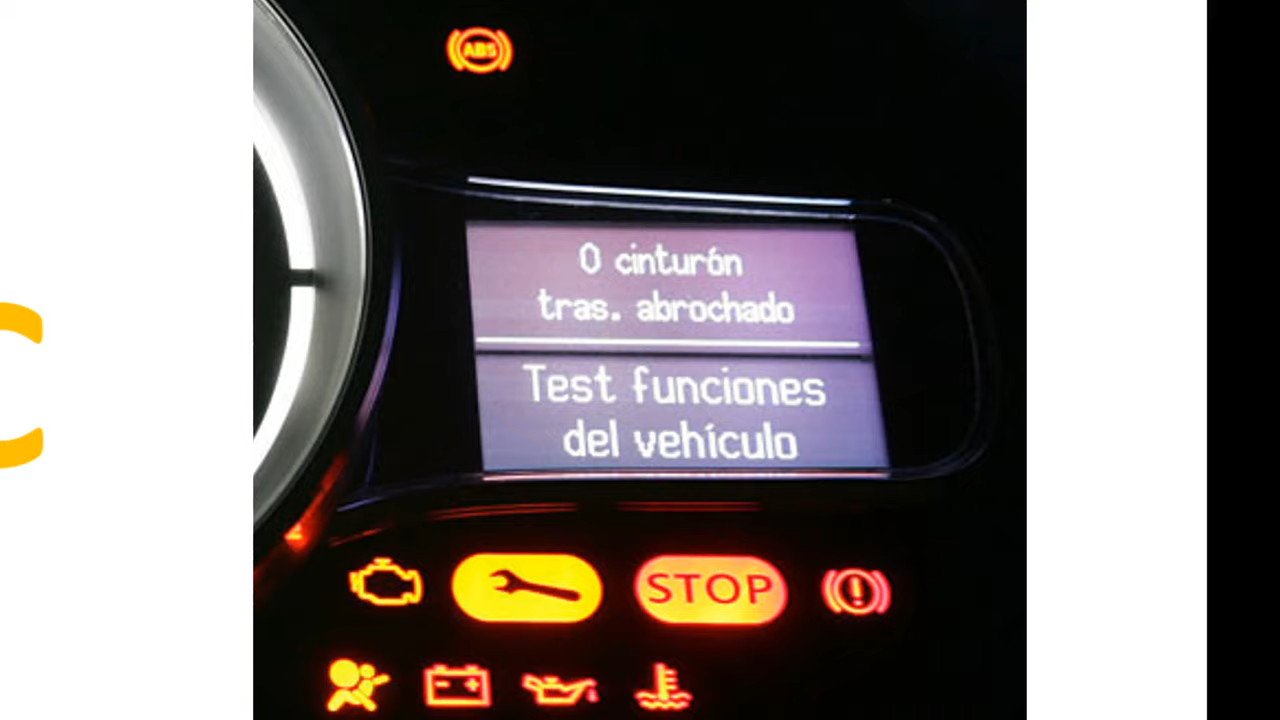 ABS
0 cinturón
tras. abrochado
Test funciones
del vehículo
STOP